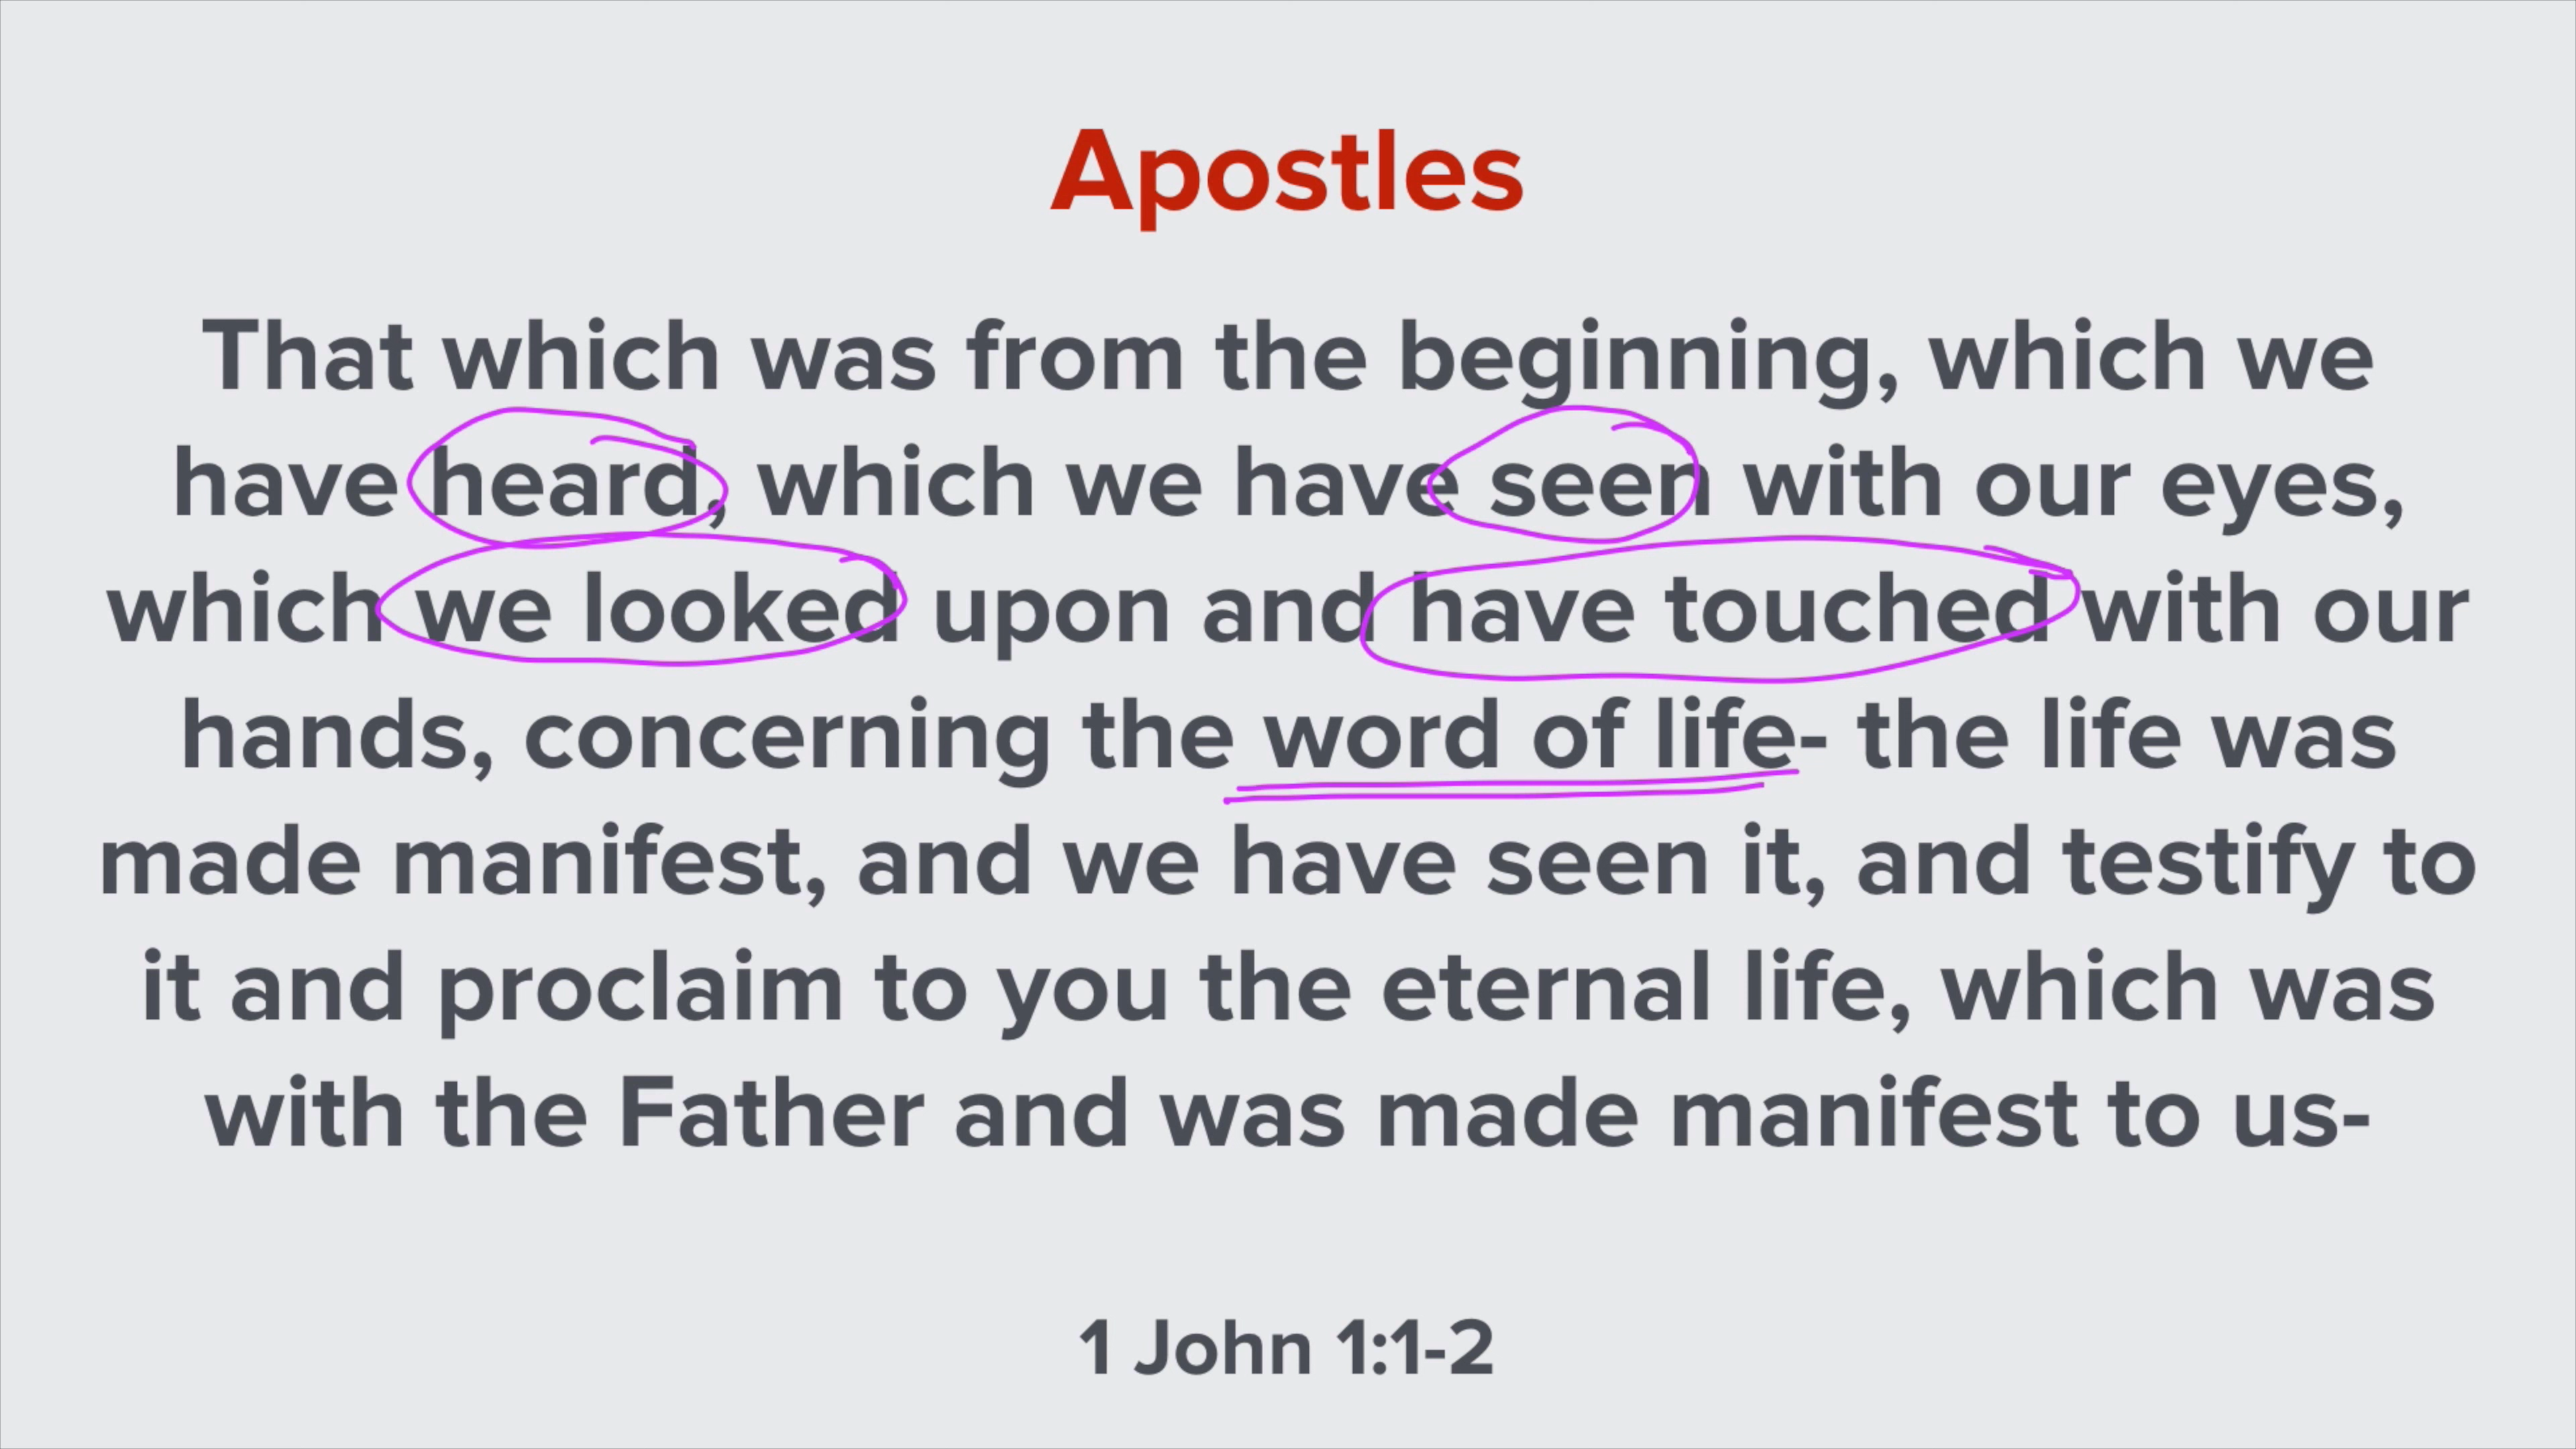 Apostles
That which was from the beginning, which we
have heard, which we have seen with our eyes,
which we looked upon and have touched with our
hands, concerning the word of life- the life was
made manifest, and we have seen it, and testify to
it and proclaim to you the eternal life, which was
with the Father and was made manifest to us-
1 John 1:1-2